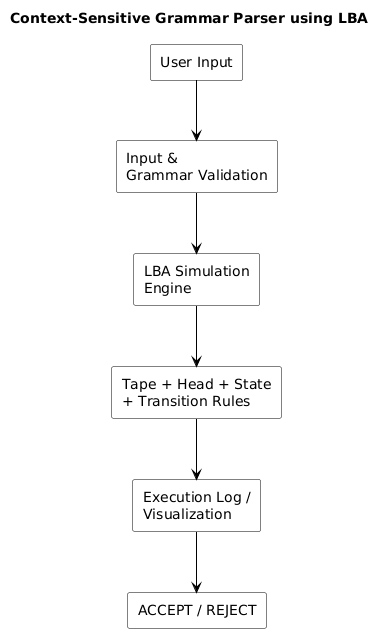 Context-Sensitive Grammar Parser using LBA
User Input
Input &
Grammar Validation
LBA Simulation
Engine
Tape + Head + State
+ Transition Rules
Execution Log /
Visualization
ACCEPT / REJECT